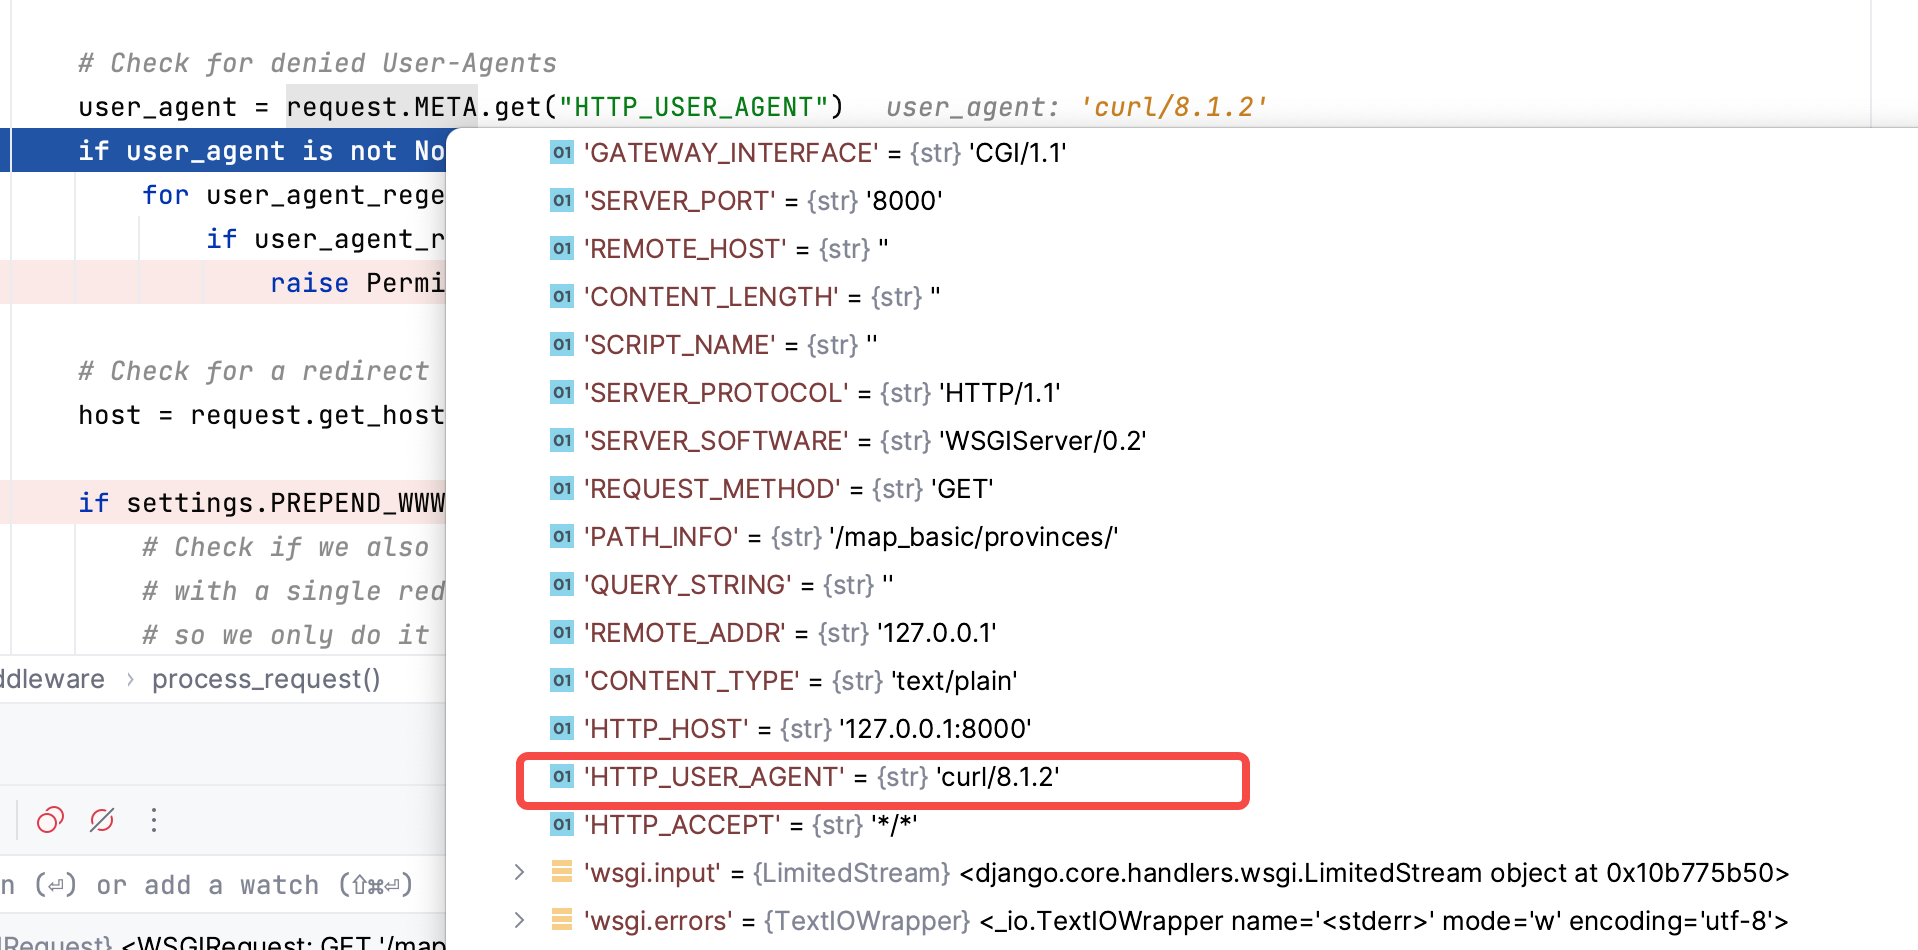 # Check for denied User-Agents
user_agent = request.META.get("HTTP_USER_AGENT") user_agent: 'curl/8.1.2'
if user_agent is not No
for user_agent_rege
if user_agent_r
raise Permi
# Check for a redirect
host = request.get_host
if settings.PREPEND_WWW
# Check if we also
# with a single red
# so we only do it
ddleware › process_request()
n (⏎) or add a watch (⇧⌘⏎)
Request} <WSGIRequest: GET '/map
01 'GATEWAY_INTERFACE' = {str} 'CGI/1.1'
01 'SERVER_PORT' = {str} '8000'
01 'REMOTE_HOST' = {str} ''
01 'CONTENT_LENGTH' = {str} ''
01 'SCRIPT_NAME' = {str} ''
01 'SERVER_PROTOCOL' = {str} 'HTTP/1.1'
01 'SERVER_SOFTWARE' = {str} 'WSGIServer/0.2'
01 'REQUEST_METHOD' = {str} 'GET'
01 'PATH_INFO' = {str} '/map_basic/provinces/'
01 'QUERY_STRING' = {str} ''
01 'REMOTE_ADDR' = {str} '127.0.0.1'
01 'CONTENT_TYPE' = {str} 'text/plain'
01 'HTTP_HOST' = {str} '127.0.0.1:8000'
01 'HTTP_USER_AGENT' = {str} 'curl/8.1.2'
01 'HTTP_ACCEPT' = {str} '*/*'
'wsgi.input' = {LimitedStream} <django.core.handlers.wsgi.LimitedStream object at 0x10b775b50>
'wsgi.errors' = {TextIOWrapper} <_io.TextIOWrapper name='<stderr>' mode='w' encoding='utf-8'>